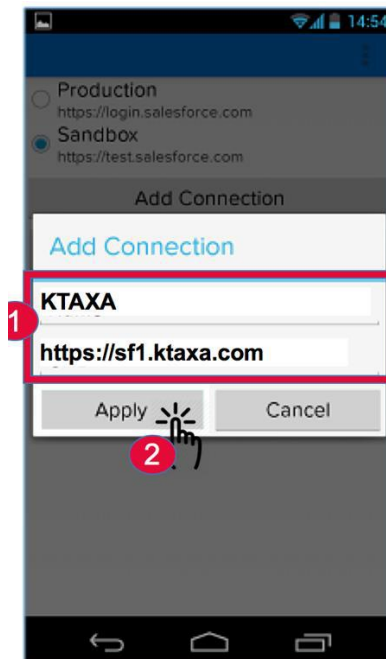 14:54
Production
https://login.salesforce.com
Sandbox
https://test.salesforce.com
Add Connection
Add Connection
1
KTAXA
https://sf1.ktaxa.com
Apply
Cancel
2